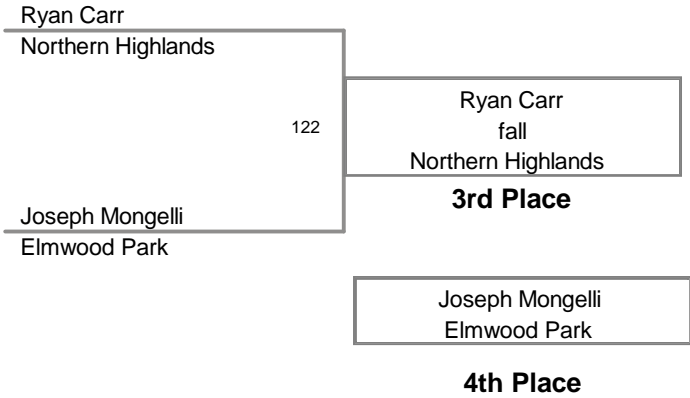 Ryan Carr
Northern Highlands
122
Ryan Carr
fall
Northern Highlands
3rd Place
Joseph Mongelli
Elmwood Park
Joseph Mongelli
Elmwood Park
4th Place